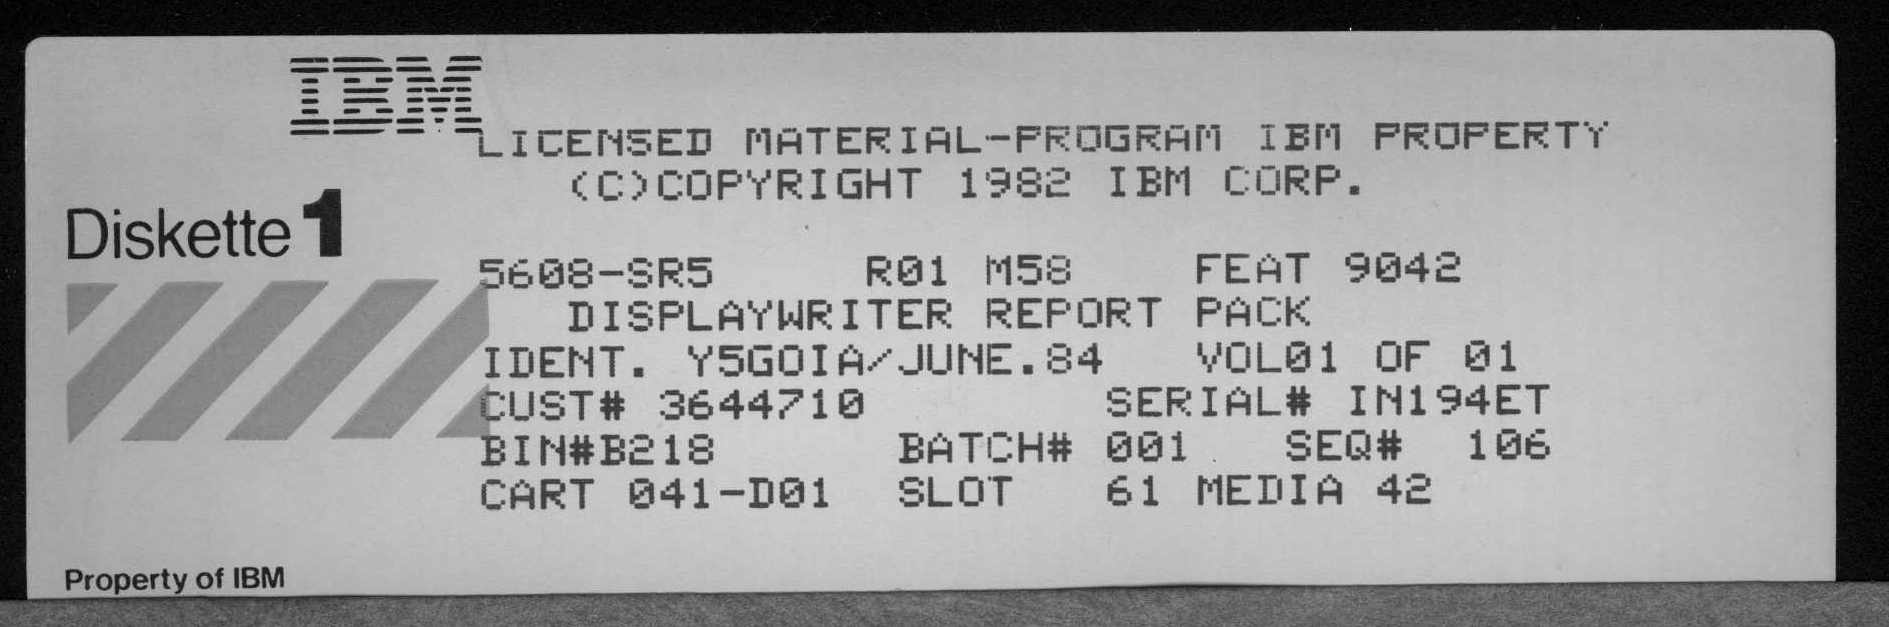 IBM
LICENSED MATERIAL-PROGRAM IBM PROPERTY
(C)COPYRIGHT 1982 IBM CORP.
Diskette 1
5608-SR5 R01 M58 FEAT 9042
DISPLAYWRITER REPORT PACK
IDENT. Y5GOIA/JUNE.84 VOL01 OF 01
CUST# 3644710 SERIAL# IN194ET
BIN#B218 BATCH# 001 SEQ# 106
CART 041-D01 SLOT 61 MEDIA 42
Property of IBM